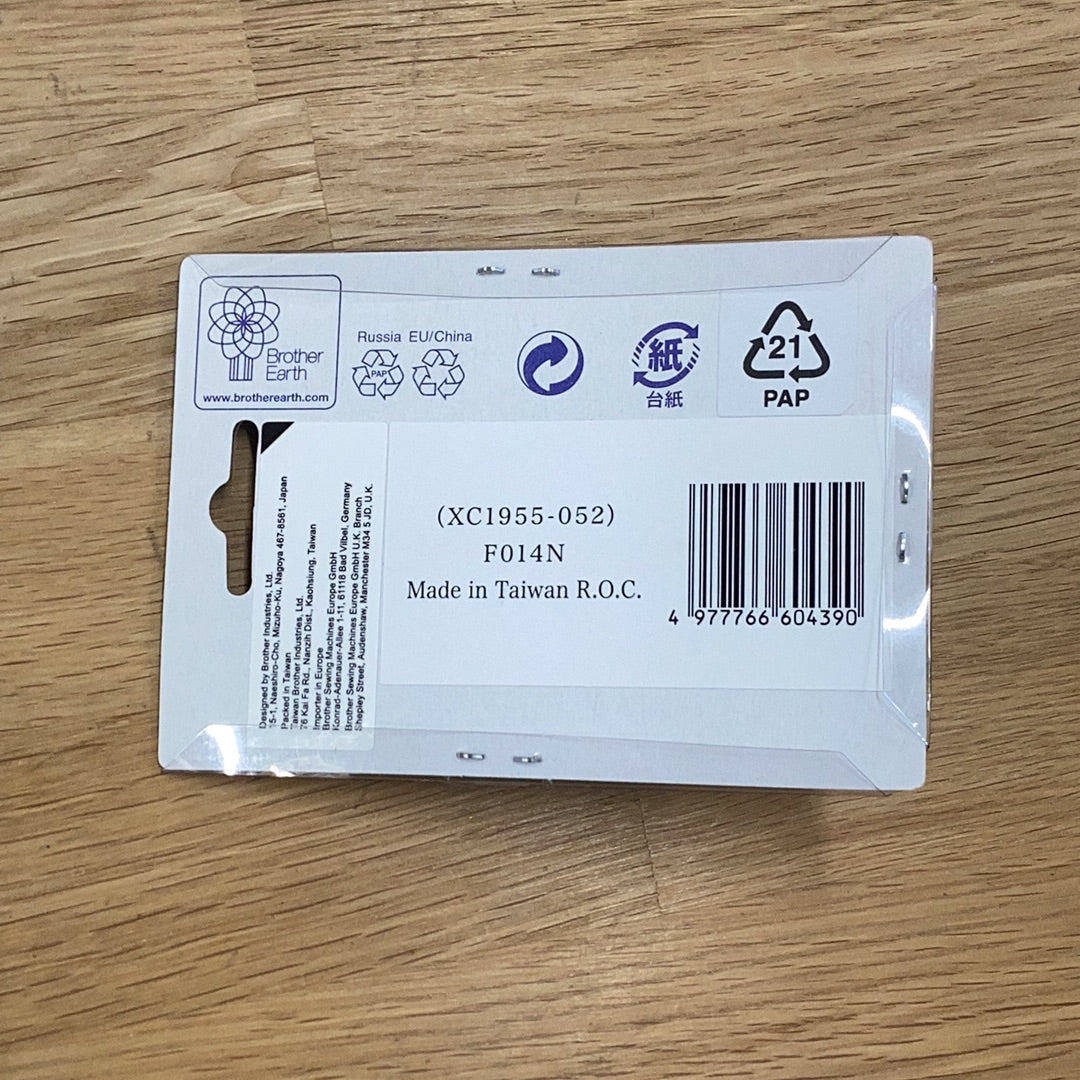 Brother
Earth
www.brotherearth.com
Russia EU/China
PAP
紙
台紙
21
PAP
(XC1955-052)
F014N
Made in Taiwan R.O.C.
4 977766 604390
Designed by Brother Industries, Ltd.
15-1, Naeshiro-Cho, Mizuho-Ku, Nagoya 467-8561, Japan
Packed in Taiwan
Taiwan Brother Industries, Ltd.
76 Kai Fa Rd., Nanzih Dist., Kaohsiung, Taiwan
Importer in Europe
Brother Sewing Machines Europe GmbH
Konrad-Adenauer-Allee 1-11, 61118 Bad Vilbel, Germany
Brother Sewing Machines Europe GmbH U.K. Branch
Shepley Street, Audenshaw, Manchester M34 5 JD, U.K.